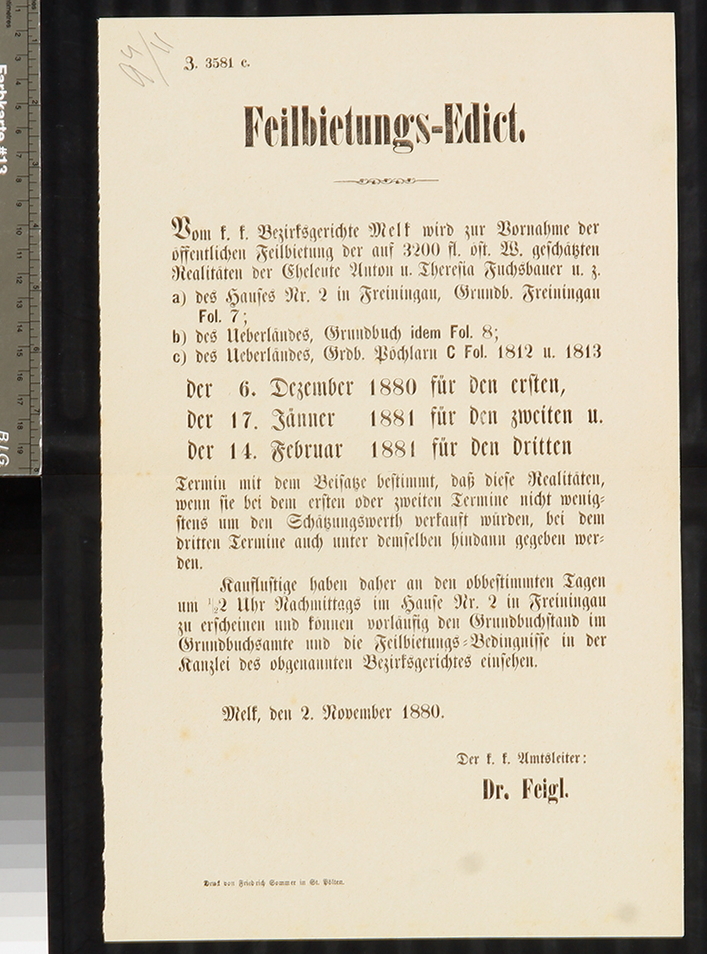 94/11
Z. 3581 c.
Feilbietungs-Edict.
Vom k. k. Bezirksgerichte Melk wird zur Vornahme der
öffentlichen Feilbietung der auf 3200 fl. öst. W. geschätzten
Realitäten der Eheleute Anton u. Theresia Fuchsbauer u. z.
a) des Hauses Nr. 2 in Freiningau, Grundb. Freiningau
Fol. 7;
b) des Ueberländes, Grundbuch idem Fol. 8;
c) des Ueberländes, Grdb. Pöchlarn C Fol. 1812 u. 1813
der 6. Dezember 1880 für den ersten,
der 17. Jänner 1881 für den zweiten u.
der 14. Februar 1881 für den dritten
Termin mit dem Beisatze bestimmt, daß diese Realitäten,
wenn sie bei dem ersten oder zweiten Termine nicht wenig-
stens um den Schätzungswerth verkauft würden, bei dem
dritten Termine auch unter demselben hindann gegeben wer-
den.
Kauflustige haben daher an den obbestimmten Tagen
um ½2 Uhr Nachmittags im Hause Nr. 2 in Freiningau
zu erscheinen und können vorläufig den Grundbuchstand im
Grundbuchsamte und die Feilbietungs-Bedingnisse in der
Kanzlei des obgenannten Bezirksgerichtes einsehen.
Melk, den 2. November 1880.
Der k. k. Amtsleiter:
Dr. Feigl.
Druck von Friedrich Sommer in St. Pölten.
Farbkarte #13
B.I.G.